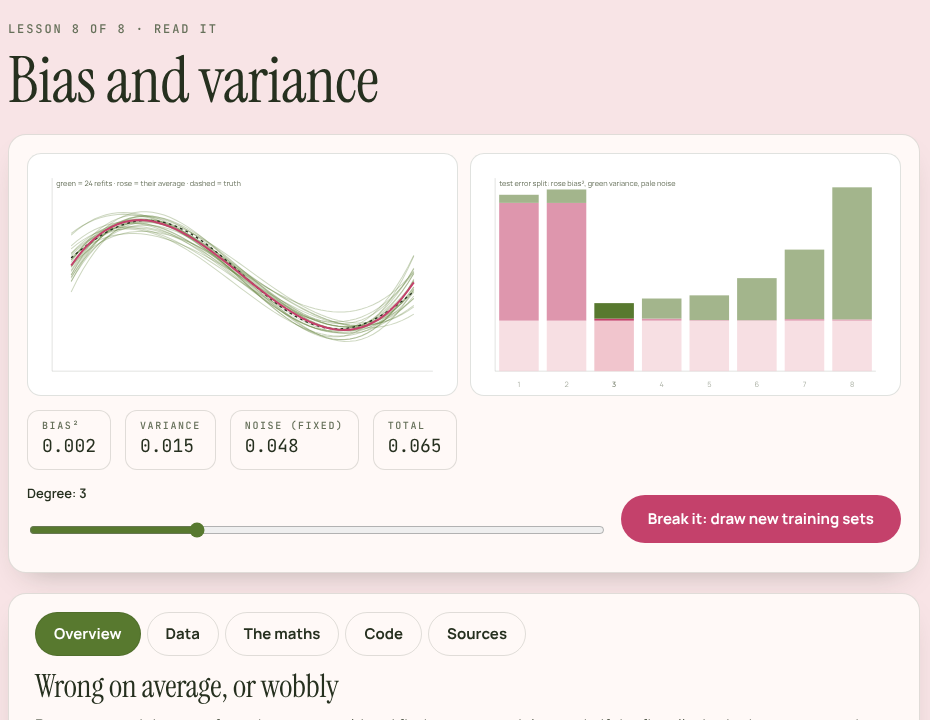 LESSON 8 OF 8 · READ IT
Bias and variance
green = 24 refits · rose = their average · dashed = truth
test error split: rose bias², green variance, pale noise
1 2 3 4 5 6 7 8
BIAS² VARIANCE NOISE (FIXED) TOTAL
0.002 0.015 0.048 0.065
Degree: 3
Break it: draw new training sets
Overview Data The maths Code Sources
Wrong on average, or wobbly